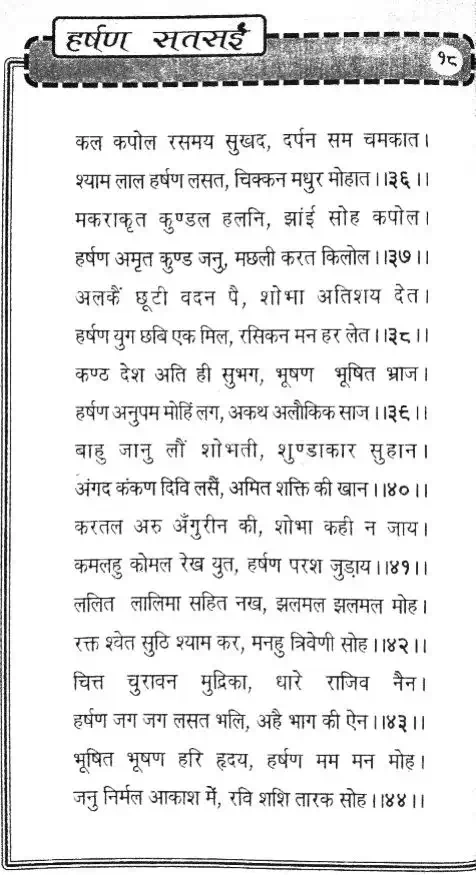 हर्षण सतसई
१८
कल कपोल रसमय सुखद, दर्पन सम चमकात।
श्याम लाल हर्षण लसत, चिक्कन मधुर मोहात।।३६।।
मकराकृत कुण्डल हलनि, झांई सोह कपोल।
हर्षण अमृत कुण्ड जनु, मछली करत किलोल।।३७।।
अलकैं छूटी वदन पै, शोभा अतिशय देत।
हर्षण युग छबि एक मिल, रसिकन मन हर लेत।।३८।।
कण्ठ देश अति ही सुभग, भूषण भूषित भ्राज।
हर्षण अनुपम मोहिं लग, अकथ अलौकिक साज।।३९।।
बाहु जानु लौं शोभती, शुण्डाकार सुहान।
अंगद कंकण दिवि लसैं, अमित शक्ति की खान।।४०।।
करतल अरु अँगुरीन की, शोभा कही न जाय।
कमलहु कोमल रेख युत, हर्षण परश जुड़ाय।।४१।।
ललित लालिमा सहित नख, झलमल झलमल मोह।
रक्त श्वेत सुठि श्याम कर, मनहु त्रिवेणी सोह।।४२।।
चित्त चुरावन मुद्रिका, धारे राजिव नैन।
हर्षण जग जग लसत भलि, अहै भाग की ऐन।।४३।।
भूषित भूषण हरि हृदय, हर्षण मम मन मोह।
जनु निर्मल आकाश में, रवि शशि तारक सोह।।४४।।